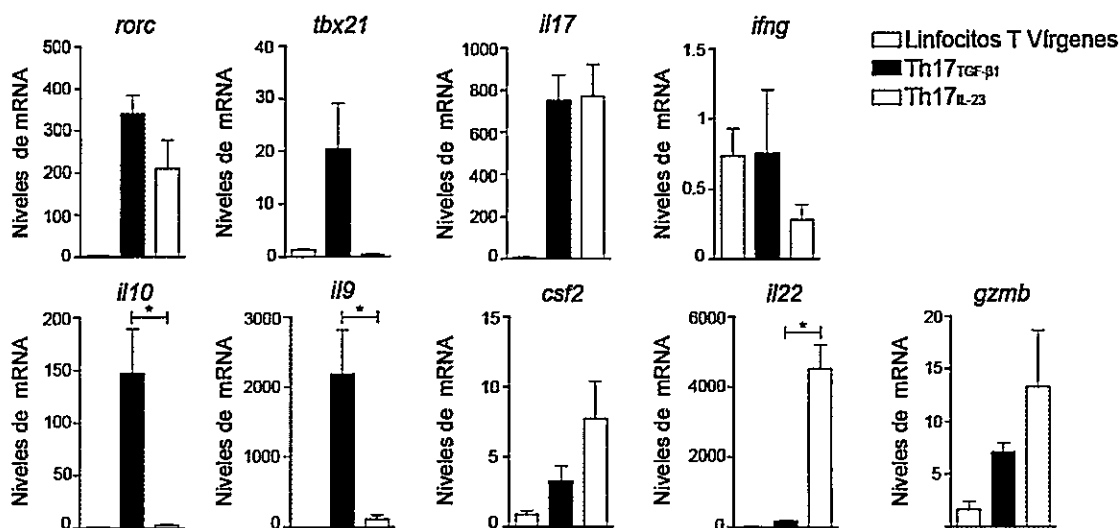 rorc
tbx21
il17
ifng
Linfocitos T Vírgenes
Th17TGF-β1
Th17IL-23
Niveles de mRNA
500
400
300
200
100
0
Niveles de mRNA
40
30
20
10
0
Niveles de mRNA
1000
800
600
400
200
0
Niveles de mRNA
1.5
1
0.5
0
il10
il9
csf2
il22
gzmb
Niveles de mRNA
200
150
100
50
0
*
Niveles de mRNA
3000
2000
1000
0
*
Niveles de mRNA
15
10
5
0
Niveles de mRNA
6000
4000
2000
0
*
Niveles de mRNA
20
15
10
5